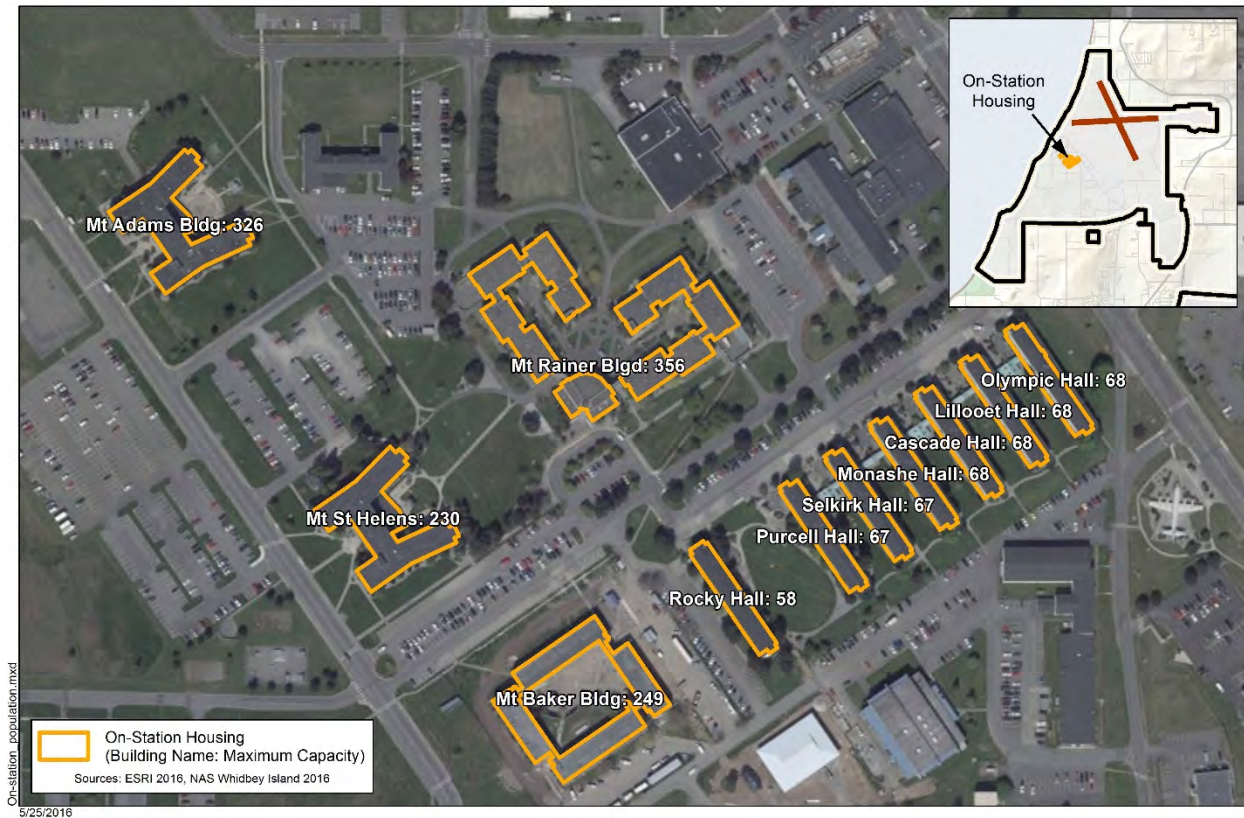 On-Station
Housing
Mt Adams Bldg: 326
Mt Rainer Blgd: 356
Olympic Hall: 68
Lillooet Hall: 68
Cascade Hall: 68
Monashe Hall: 68
Selkirk Hall: 67
Purcell Hall: 67
Mt St Helens: 230
Rocky Hall: 58
Mt Baker Bldg: 249
On-Station Housing
(Building Name: Maximum Capacity)
Sources: ESRI 2016, NAS Whidbey Island 2016
On-station_population.mxd
5/25/2016